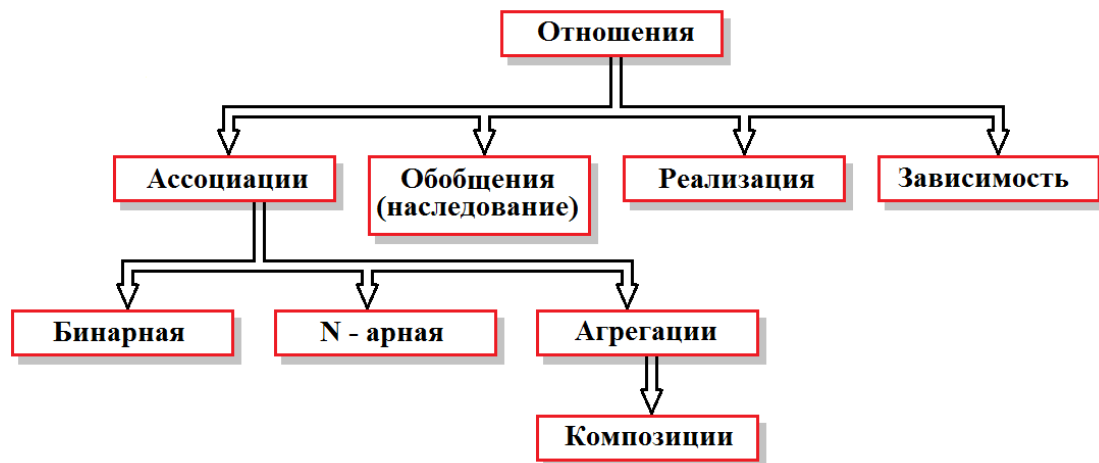 Отношения
Ассоциации
Обобщения
(наследование)
Реализация
Зависимость
Бинарная
N - арная
Агрегации
Композиции